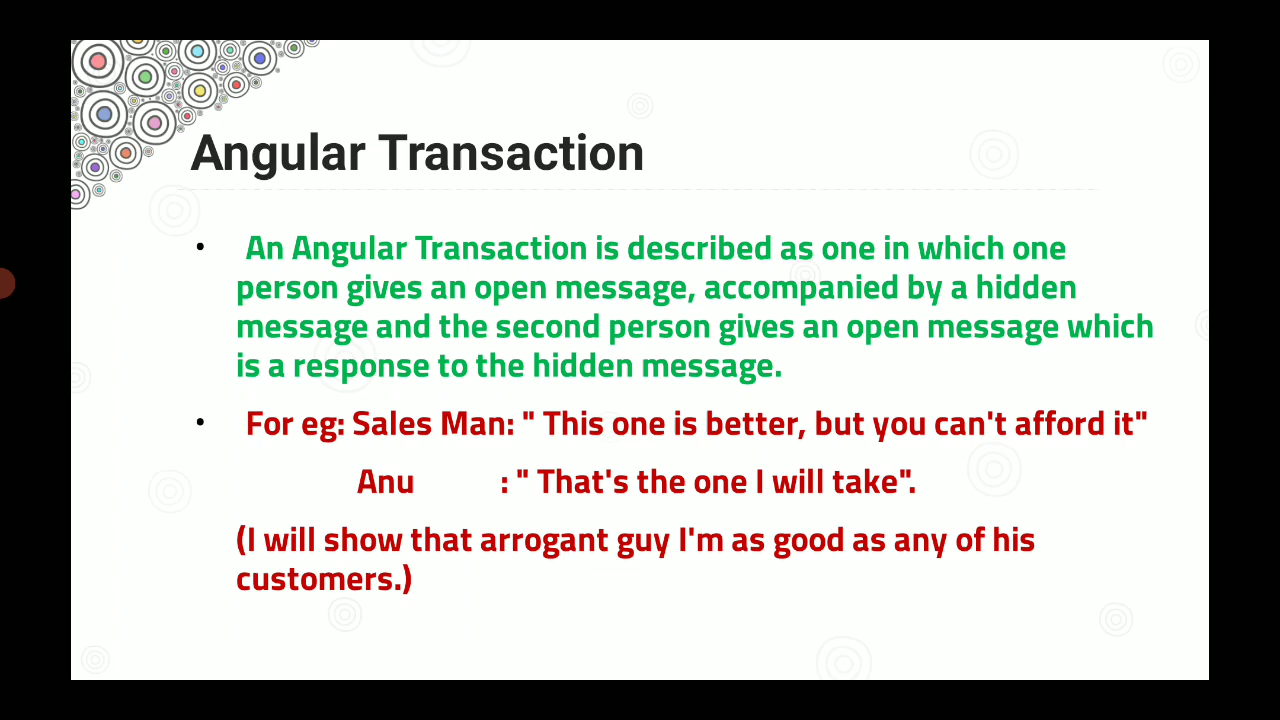 Angular Transaction
• An Angular Transaction is described as one in which one
person gives an open message, accompanied by a hidden
message and the second person gives an open message which
is a response to the hidden message.
• For eg: Sales Man: " This one is better, but you can't afford it"
Anu : " That's the one I will take".
(I will show that arrogant guy I'm as good as any of his
customers.)